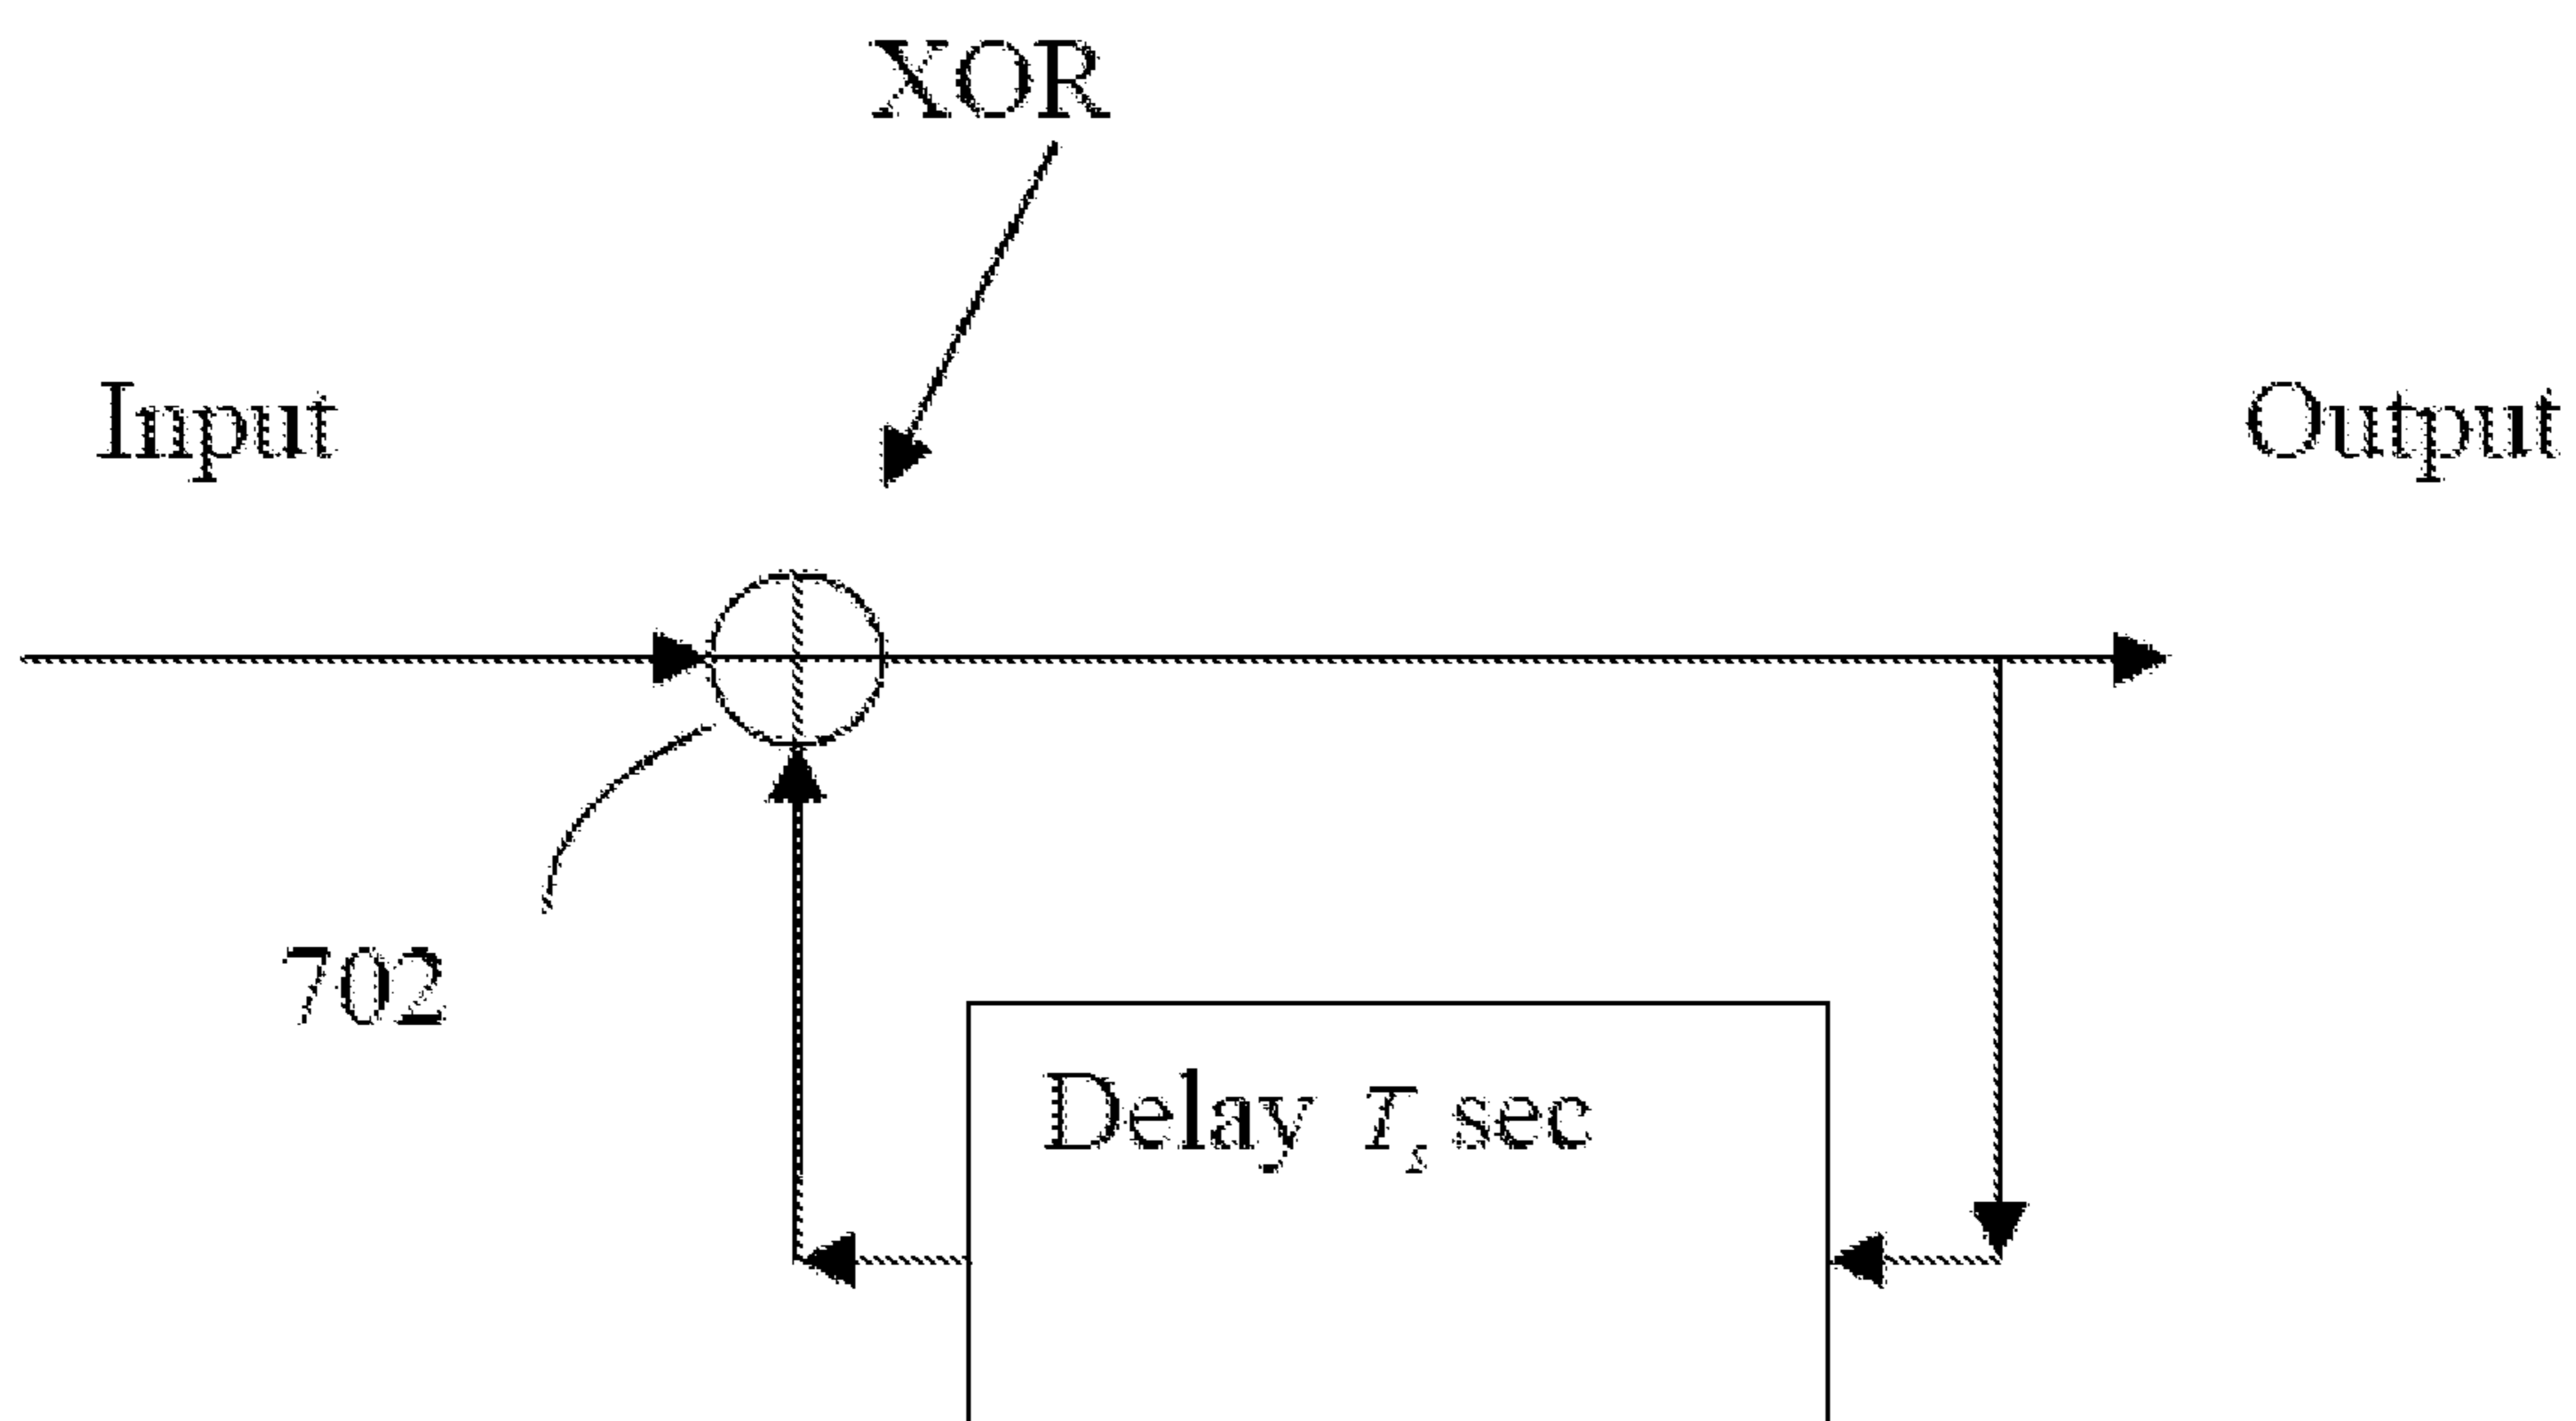 XOR
Input
Output
702
Delay Tₛ sec